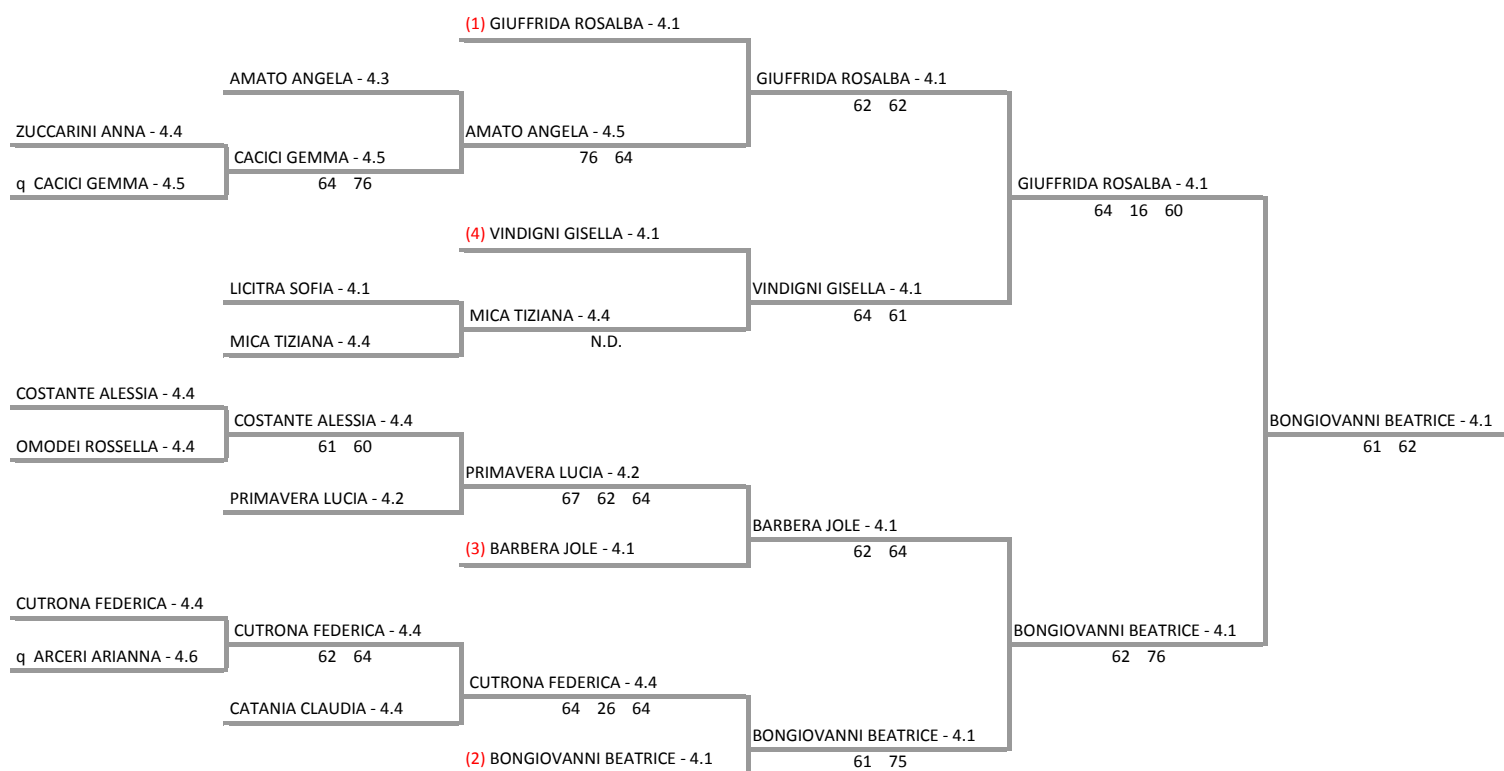 (1) GIUFFRIDA ROSALBA - 4.1
AMATO ANGELA - 4.3
GIUFFRIDA ROSALBA - 4.1
62 62
ZUCCARINI ANNA - 4.4
AMATO ANGELA - 4.5
76 64
CACICI GEMMA - 4.5
64 76
q CACICI GEMMA - 4.5
GIUFFRIDA ROSALBA - 4.1
64 16 60
(4) VINDIGNI GISELLA - 4.1
LICITRA SOFIA - 4.1
VINDIGNI GISELLA - 4.1
64 61
MICA TIZIANA - 4.4
N.D.
MICA TIZIANA - 4.4
COSTANTE ALESSIA - 4.4
COSTANTE ALESSIA - 4.4
61 60
BONGIOVANNI BEATRICE - 4.1
61 62
OMODEI ROSSELLA - 4.4
PRIMAVERA LUCIA - 4.2
67 62 64
PRIMAVERA LUCIA - 4.2
BARBERA JOLE - 4.1
62 64
(3) BARBERA JOLE - 4.1
CUTRONA FEDERICA - 4.4
CUTRONA FEDERICA - 4.4
62 64
BONGIOVANNI BEATRICE - 4.1
62 76
q ARCERI ARIANNA - 4.6
CUTRONA FEDERICA - 4.4
64 26 64
CATANIA CLAUDIA - 4.4
BONGIOVANNI BEATRICE - 4.1
61 75
(2) BONGIOVANNI BEATRICE - 4.1